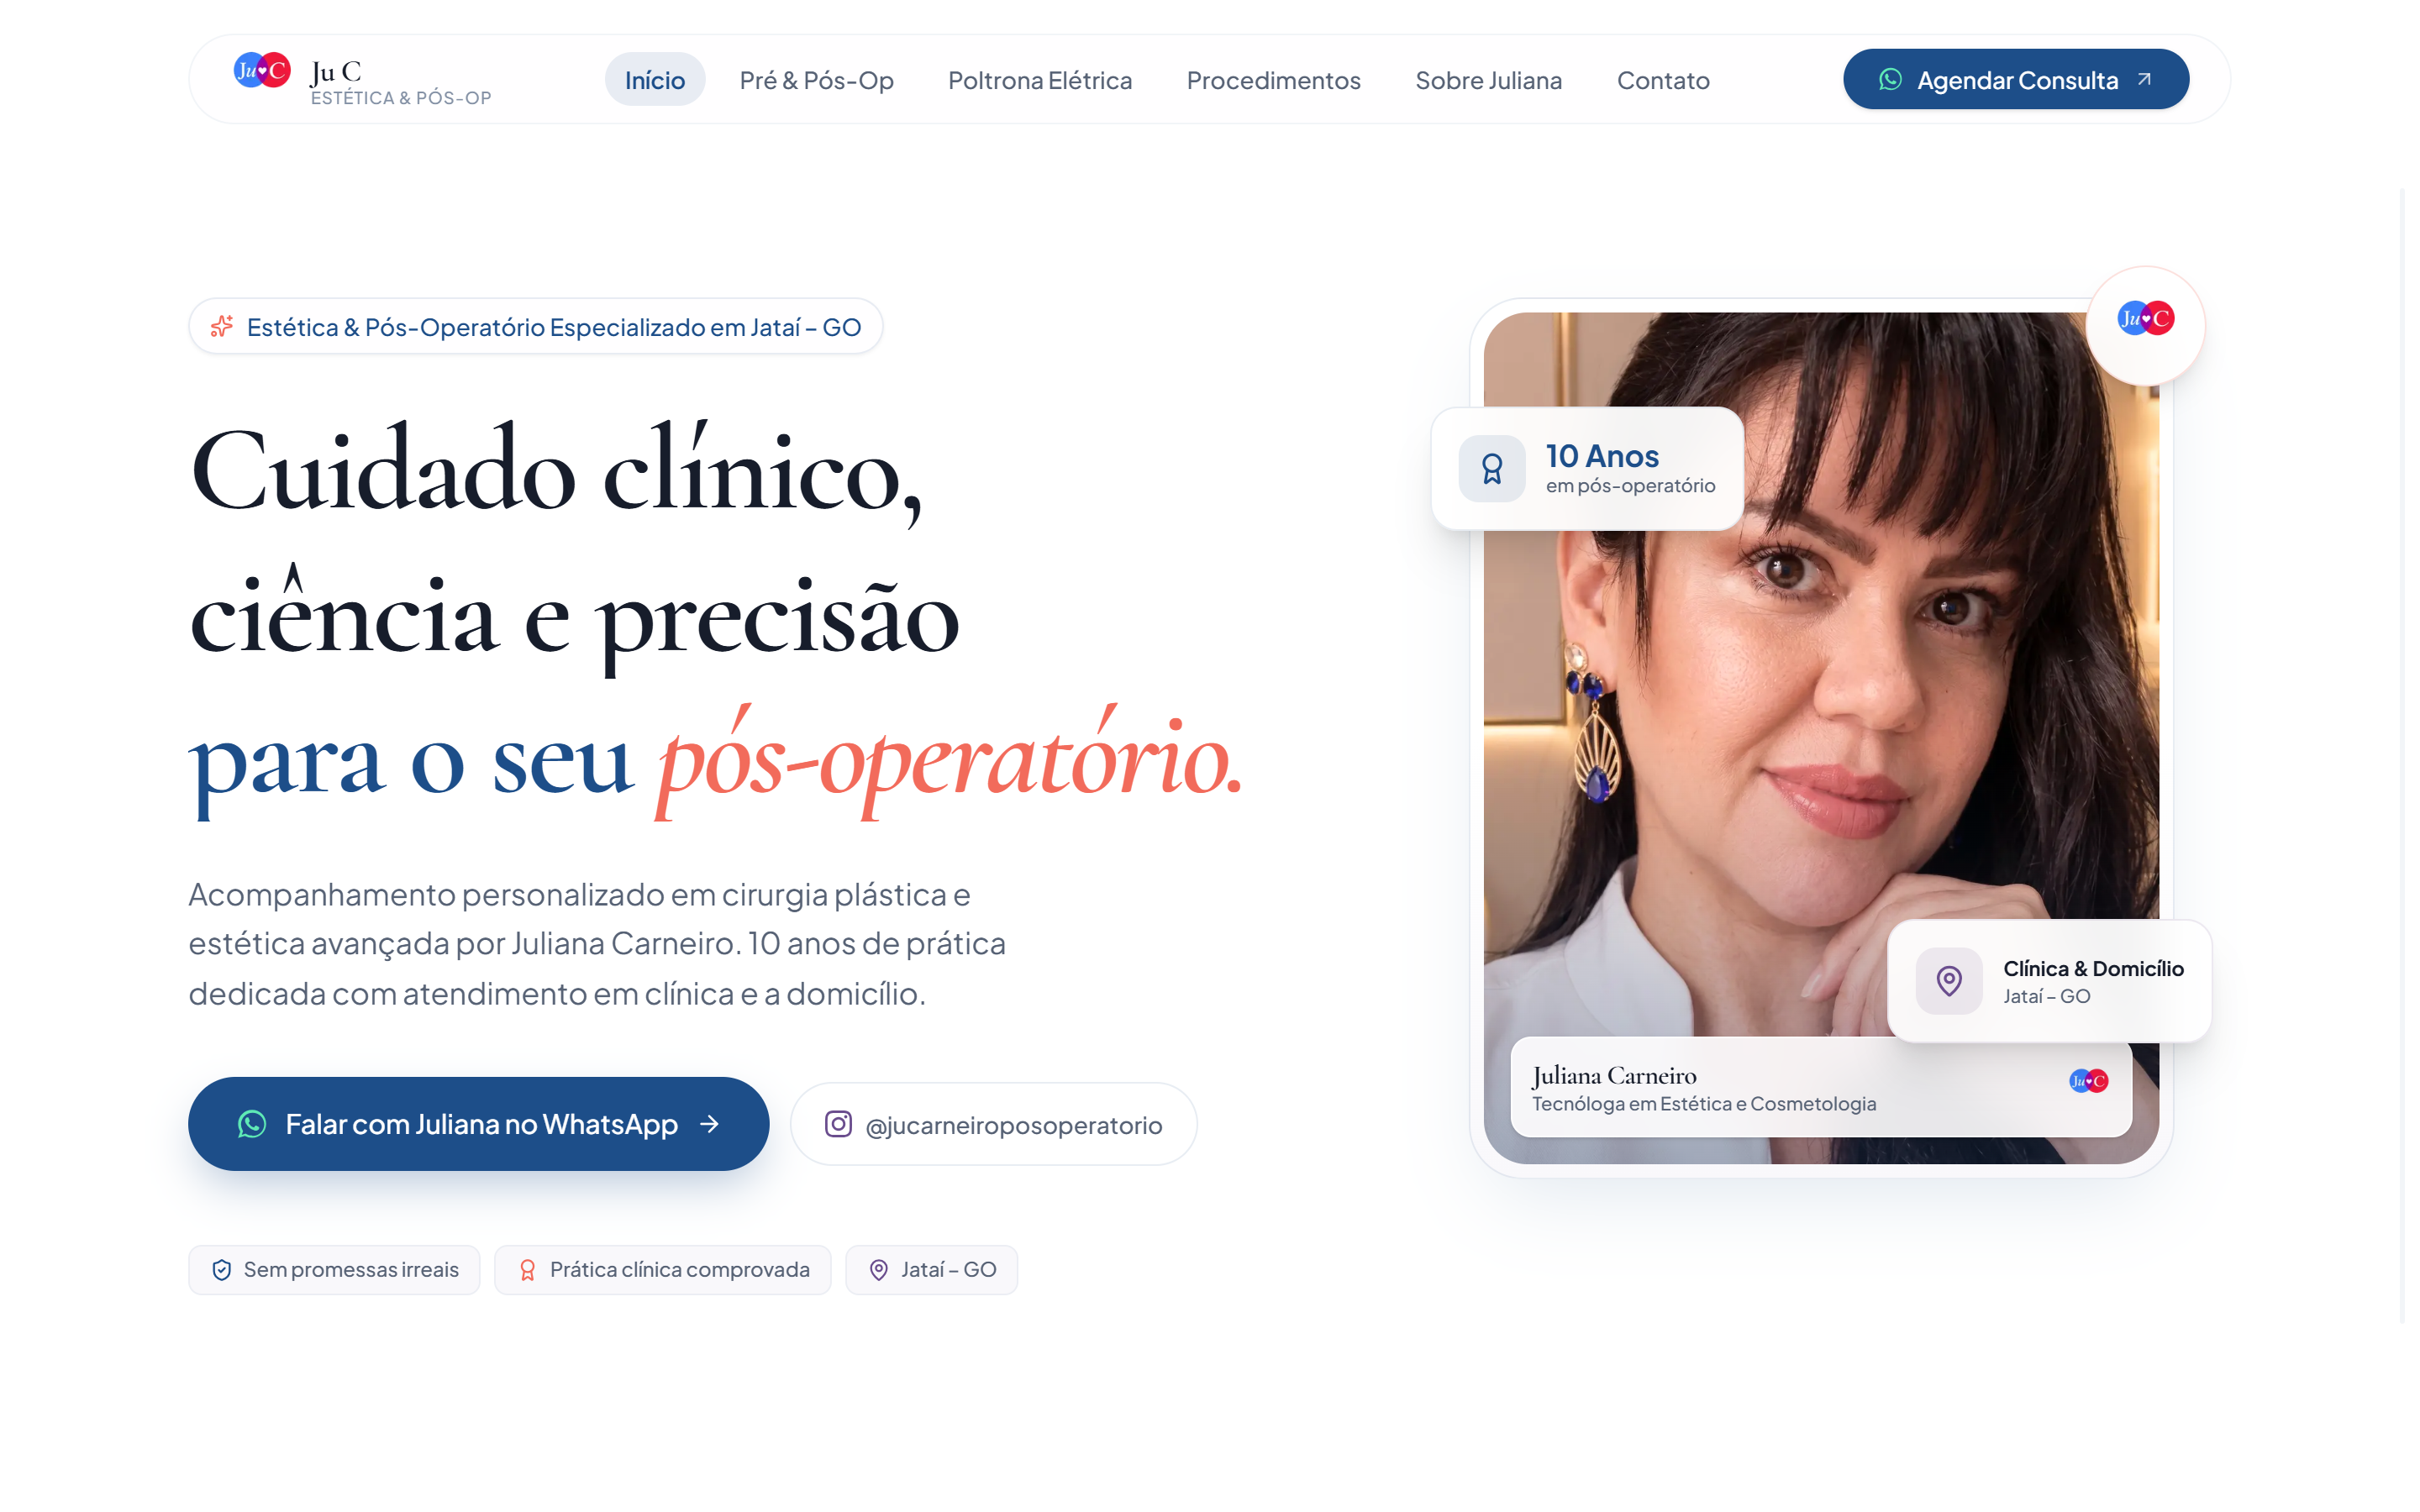 Ju C
Ju C
ESTÉTICA & PÓS-OP
Início
Pré & Pós-Op
Poltrona Elétrica
Procedimentos
Sobre Juliana
Contato
Agendar Consulta
Estética & Pós-Operatório Especializado em Jataí – GO
Cuidado clínico,
ciência e precisão
para o seu pós-operatório.
Acompanhamento personalizado em cirurgia plástica e
estética avançada por Juliana Carneiro. 10 anos de prática
dedicada com atendimento em clínica e a domicílio.
Falar com Juliana no WhatsApp
@jucarneiroposoperatorio
Sem promessas irreais
Prática clínica comprovada
Jataí – GO
Ju C
10 Anos
em pós-operatório
Clínica & Domicílio
Jataí – GO
Juliana Carneiro
Tecnóloga em Estética e Cosmetologia
Ju C